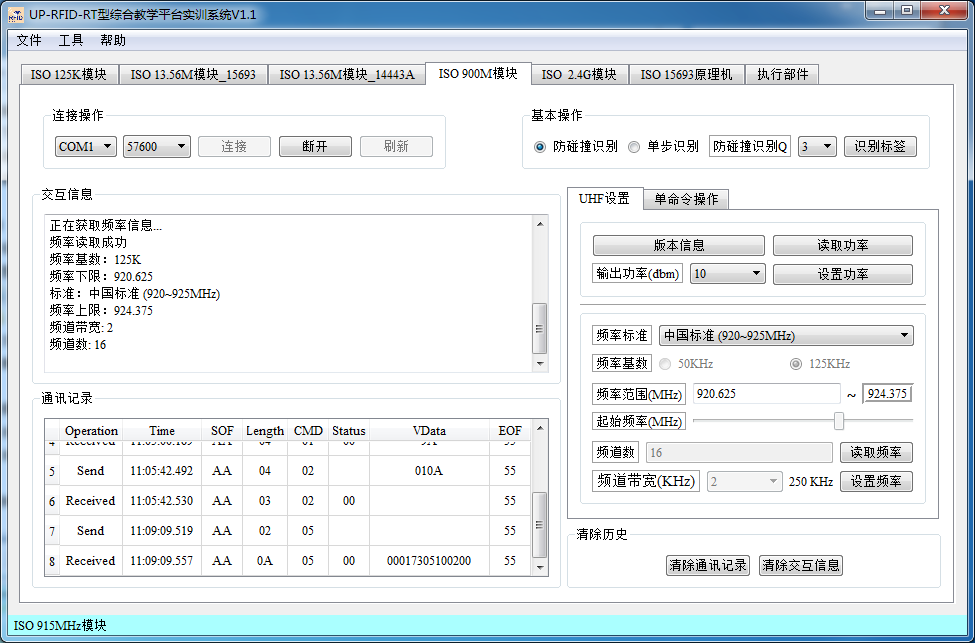 UP-RFID-RT型综合教学平台实训系统V1.1
文件 工具 帮助
ISO 125K模块 ISO 13.56M模块_15693 ISO 13.56M模块_14443A ISO 900M模块 ISO 2.4G模块 ISO 15693原理机 执行部件
连接操作
COM1 57600 连接 断开 刷新
基本操作
防碰撞识别 单步识别 防碰撞识别Q 3 识别标签
交互信息
正在获取频率信息...
频率读取成功
频率基数：125K
频率下限：920.625
标准：中国标准 (920~925MHz)
频率上限：924.375
频道带宽: 2
频道数: 16
UHF设置 单命令操作
版本信息 读取功率
输出功率(dbm) 10 设置功率
频率标准 中国标准 (920~925MHz)
频率基数 50KHz 125KHz
频率范围(MHz) 920.625 ~ 924.375
起始频率(MHz)
频道数 16 读取频率
频道带宽(KHz) 2 250 KHz 设置频率
通讯记录
Operation Time SOF Length CMD Status VData EOF
5 Send 11:05:42.492 AA 04 02 010A 55
6 Received 11:05:42.530 AA 03 02 00 55
7 Send 11:09:09.519 AA 02 05 55
8 Received 11:09:09.557 AA 0A 05 00 00017305100200 55
清除历史
清除通讯记录 清除交互信息
ISO 915MHz模块